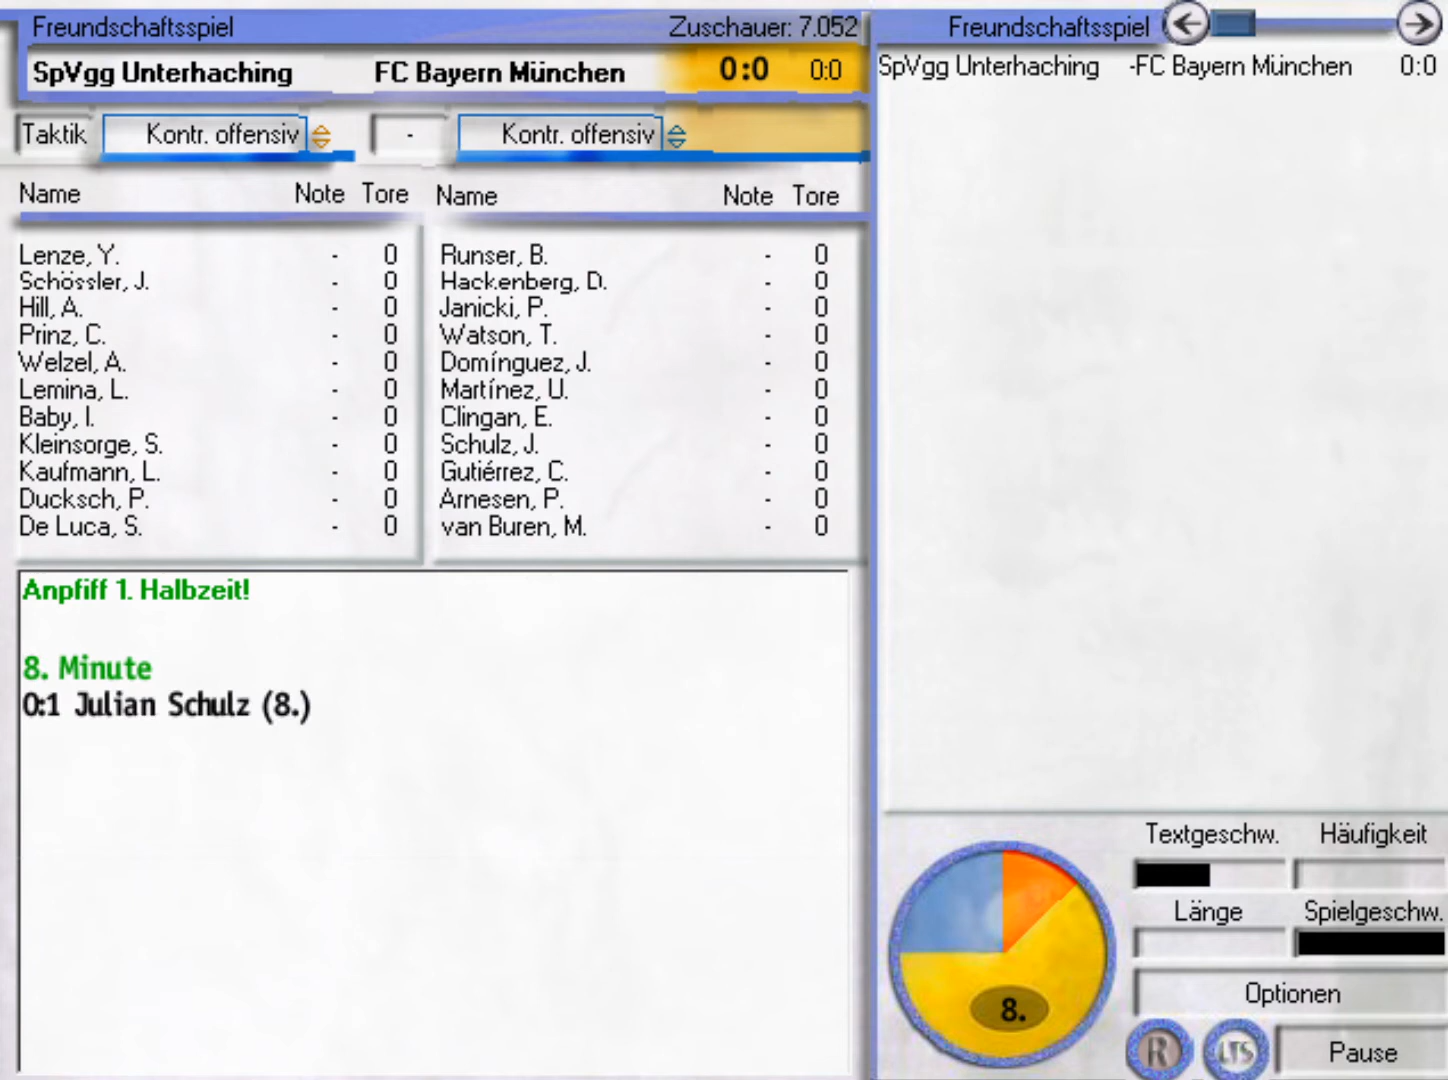 Freundschaftsspiel Zuschauer: 7.052
SpVgg Unterhaching FC Bayern München 0:0 0:0
Taktik Kontr. offensiv - Kontr. offensiv
Name Note Tore Name Note Tore
Lenze, Y. - 0 Runser, B. - 0
Schössler, J. - 0 Hackenberg, D. - 0
Hill, A. - 0 Janicki, P. - 0
Prinz, C. - 0 Watson, T. - 0
Welzel, A. - 0 Domínguez, J. - 0
Lemina, L. - 0 Martínez, U. - 0
Baby, I. - 0 Clingan, E. - 0
Kleinsorge, S. - 0 Schulz, J. - 0
Kaufmann, L. - 0 Gutiérrez, C. - 0
Ducksch, P. - 0 Arnesen, P. - 0
De Luca, S. - 0 van Buren, M. - 0
Anpfiff 1. Halbzeit!
8. Minute
0:1 Julian Schulz (8.)
Freundschaftsspiel
SpVgg Unterhaching -FC Bayern München 0:0
Textgeschw. Häufigkeit
Länge Spielgeschw.
8.
Optionen
R LTS Pause